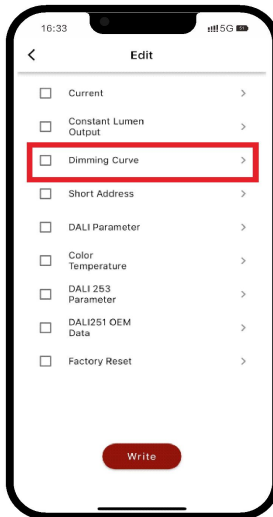 16:33
5G
Edit
Current
Constant Lumen
Output
Dimming Curve
Short Address
DALI Parameter
Color
Temperature
DALI 253
Parameter
DALI251 OEM
Data
Factory Reset
Write